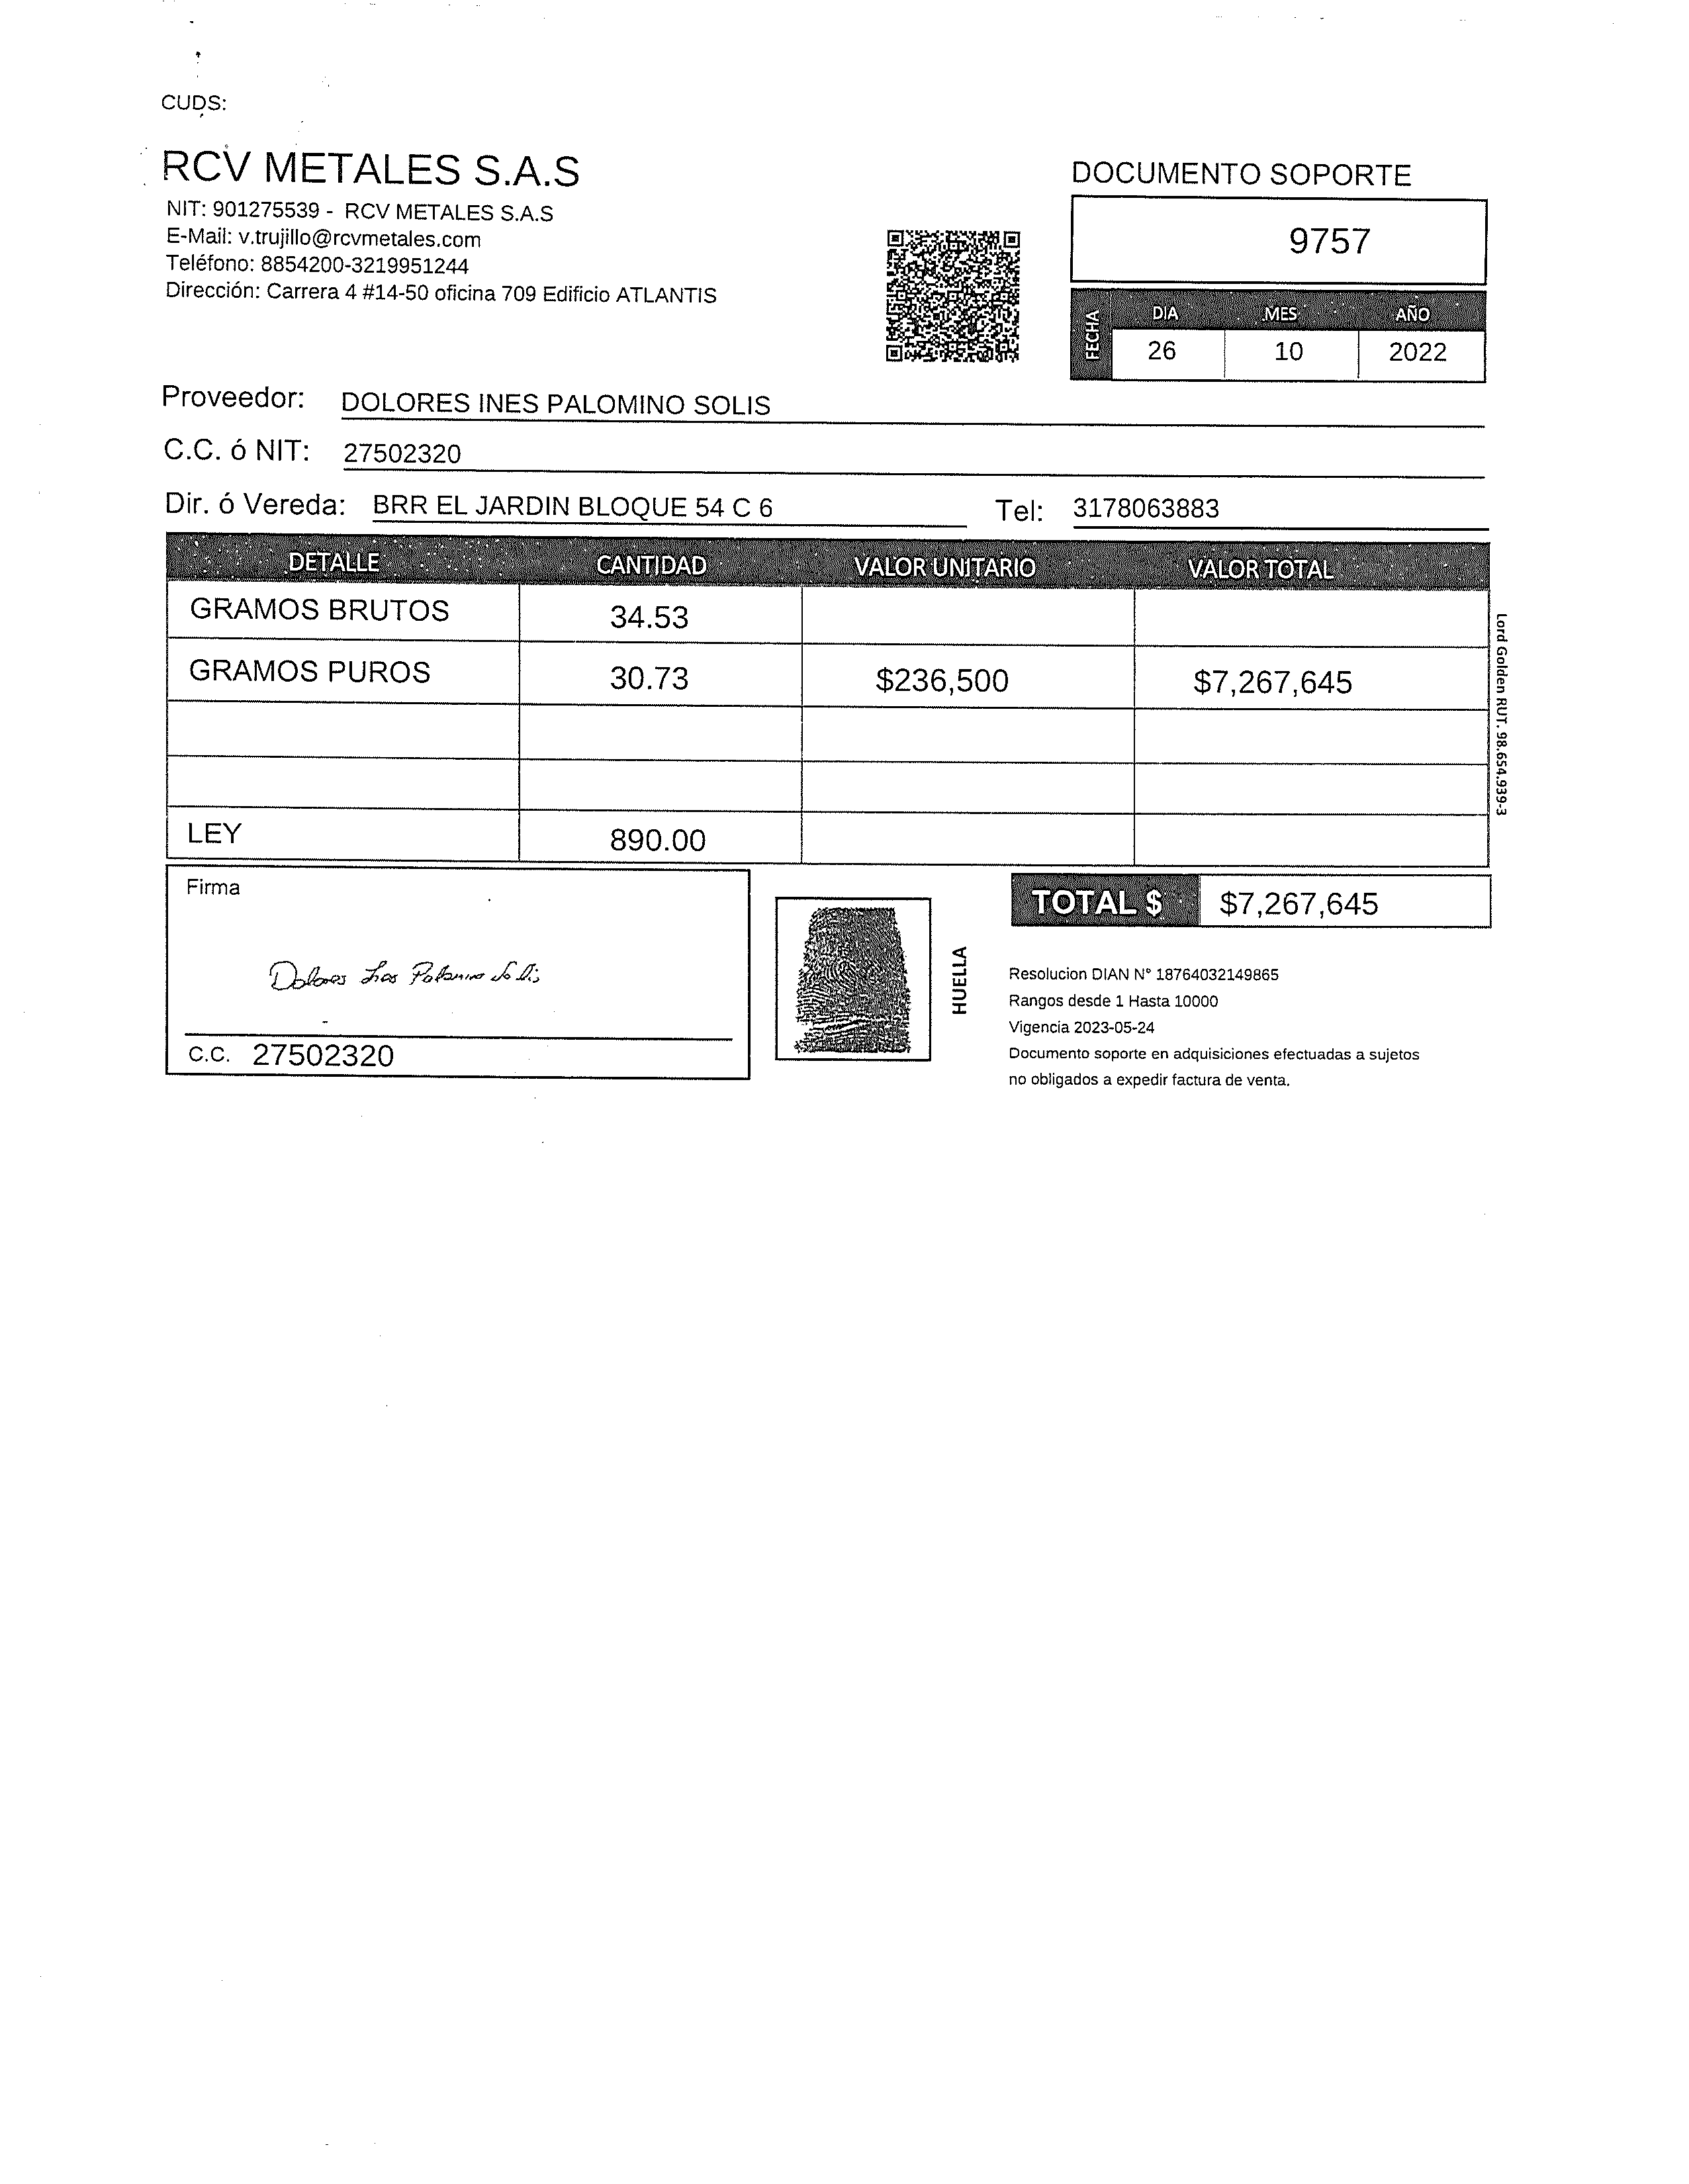 CUDS:
RCV METALES S.A.S
NIT: 901275539 - RCV METALES S.A.S
E-Mail: v.trujillo@rcvmetales.com
Teléfono: 8854200-3219951244
Dirección: Carrera 4 #14-50 oficina 709 Edificio ATLANTIS
DOCUMENTO SOPORTE
9757
FECHA
DIA MES AÑO
26 10 2022
Proveedor: DOLORES INES PALOMINO SOLIS
C.C. ó NIT: 27502320
Dir. ó Vereda: BRR EL JARDIN BLOQUE 54 C 6 Tel: 3178063883
DETALLE CANTIDAD VALOR UNITARIO VALOR TOTAL
GRAMOS BRUTOS 34.53
GRAMOS PUROS 30.73 $236,500 $7,267,645
LEY 890.00
Lord Golden RUT. 98.654.939-3
Firma
Dolores Ines Palomino Solis
C.C. 27502320
HUELLA
TOTAL $ $7,267,645
Resolucion DIAN N° 18764032149865
Rangos desde 1 Hasta 10000
Vigencia 2023-05-24
Documento soporte en adquisiciones efectuadas a sujetos
no obligados a expedir factura de venta.